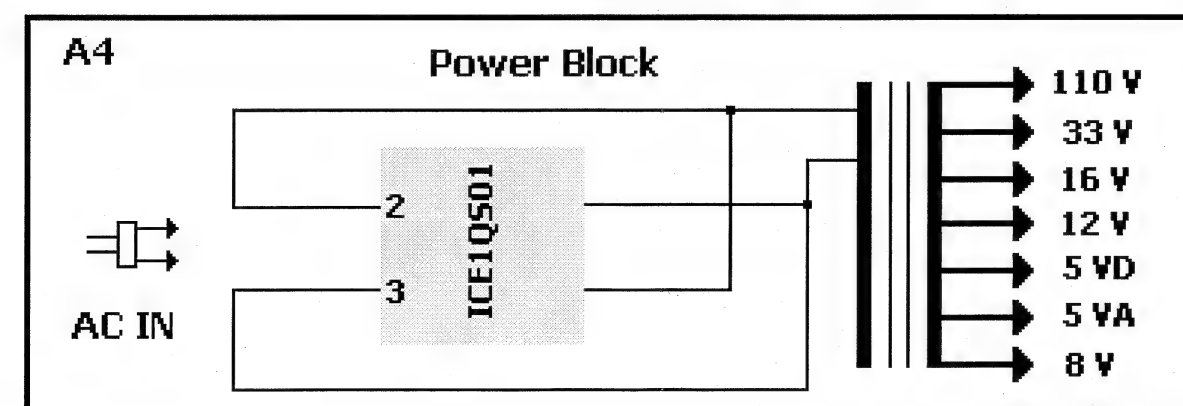 A4
Power Block
110 V
33 V
16 V
12 V
5 VD
5 VA
8 V
2
3
ICE1QS01
AC IN